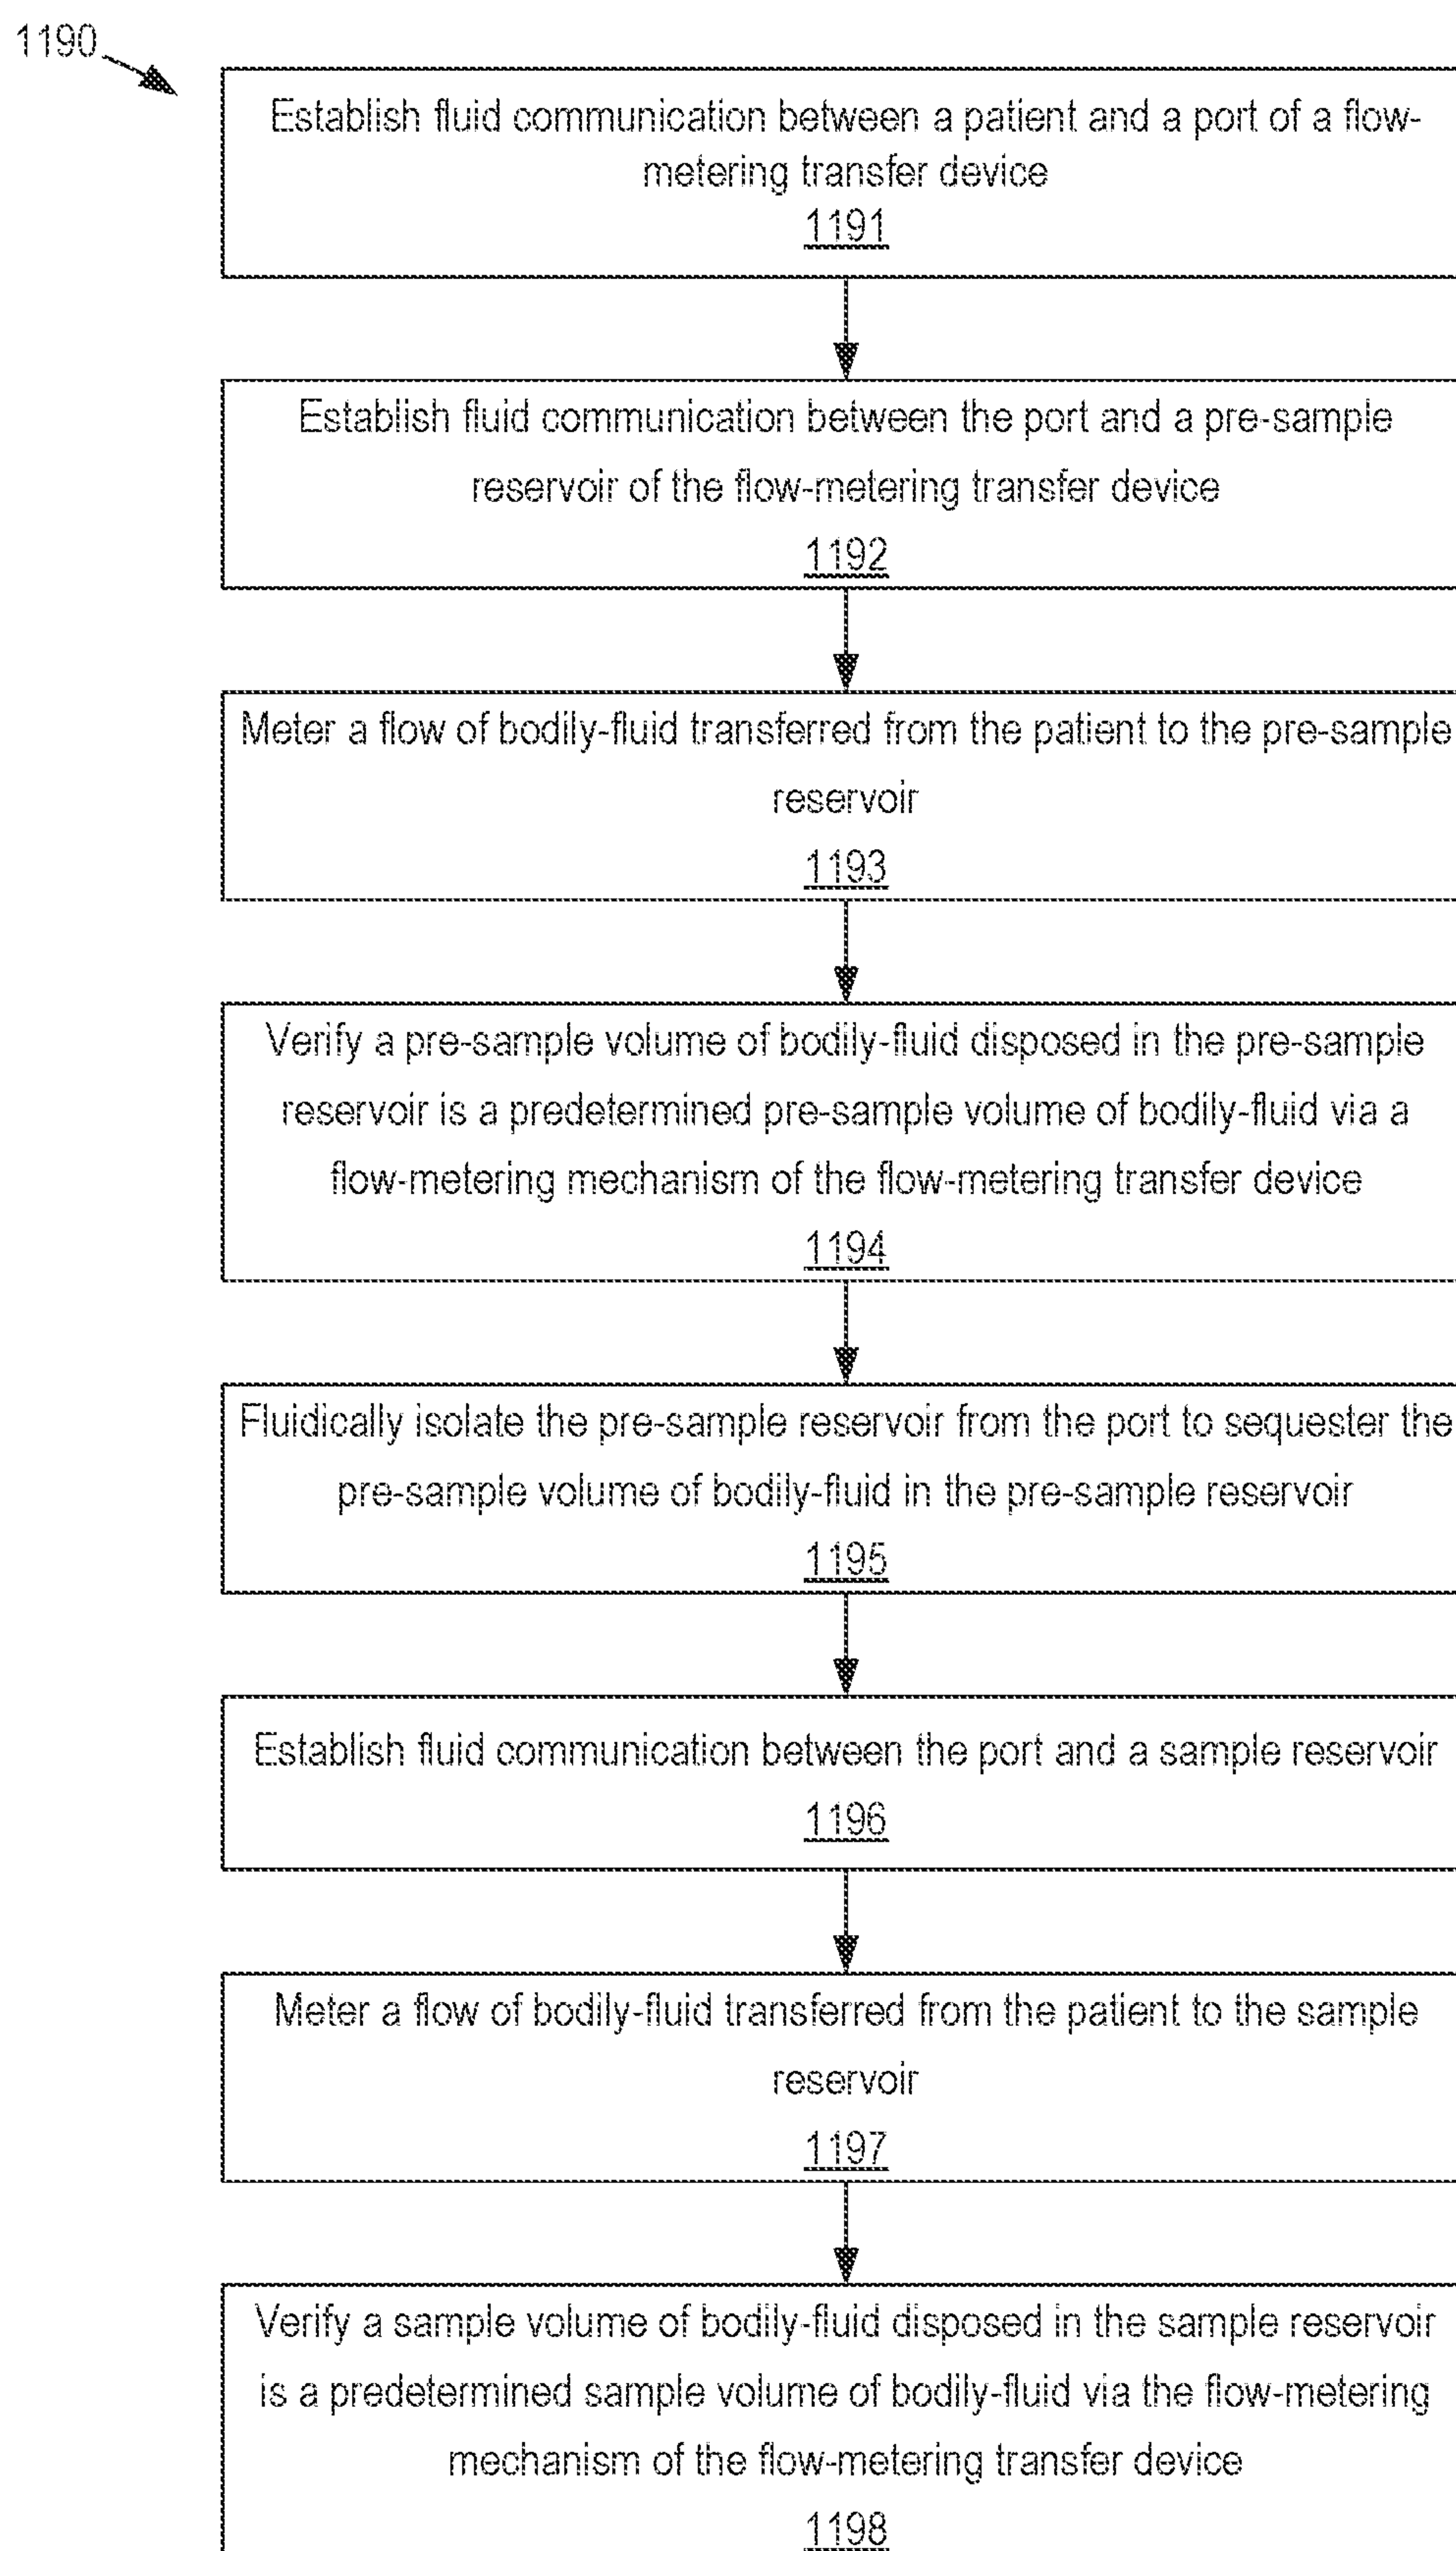 1190
Establish fluid communication between a patient and a port of a flow-
metering transfer device
1191
Establish fluid communication between the port and a pre-sample
reservoir of the flow-metering transfer device
1192
Meter a flow of bodily-fluid transferred from the patient to the pre-sample
reservoir
1193
Verify a pre-sample volume of bodily-fluid disposed in the pre-sample
reservoir is a predetermined pre-sample volume of bodily-fluid via a
flow-metering mechanism of the flow-metering transfer device
1194
Fluidically isolate the pre-sample reservoir from the port to sequester the
pre-sample volume of bodily-fluid in the pre-sample reservoir
1195
Establish fluid communication between the port and a sample reservoir
1196
Meter a flow of bodily-fluid transferred from the patient to the sample
reservoir
1197
Verify a sample volume of bodily-fluid disposed in the sample reservoir
is a predetermined sample volume of bodily-fluid via the flow-metering
mechanism of the flow-metering transfer device
1198